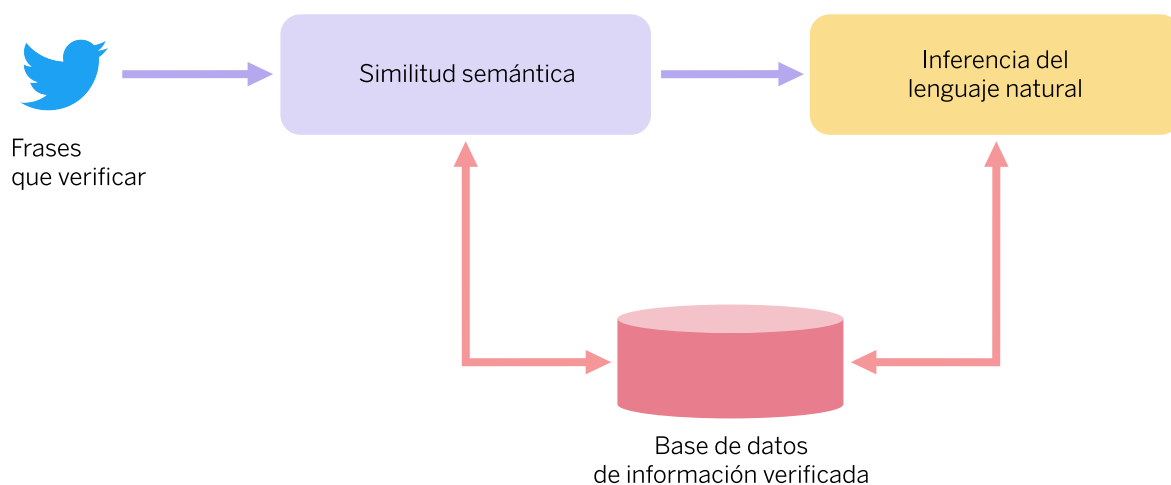 Frases
que verificar
Similitud semántica
Inferencia del
lenguaje natural
Base de datos
de información verificada